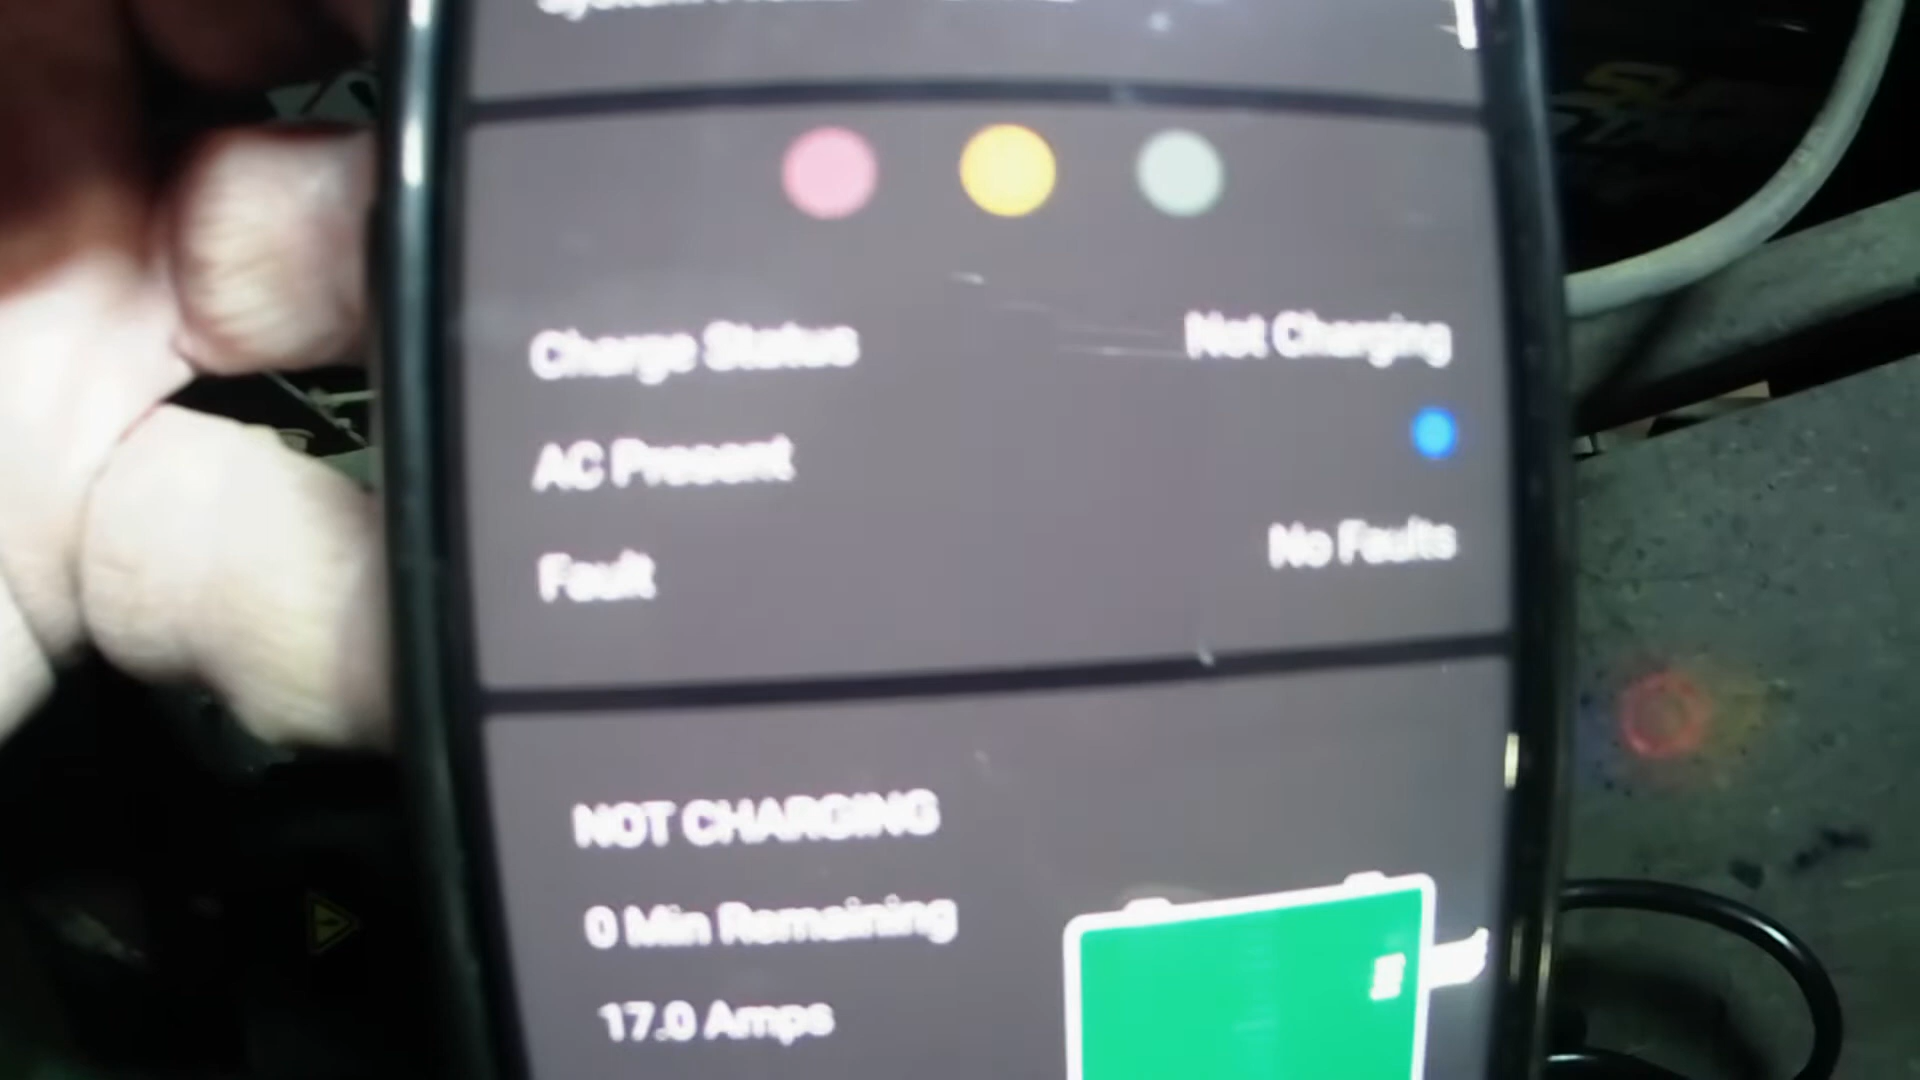 Charge Status Not Charging
AC Present
Fault No Faults
NOT CHARGING
0 Min Remaining
17.0 Amps